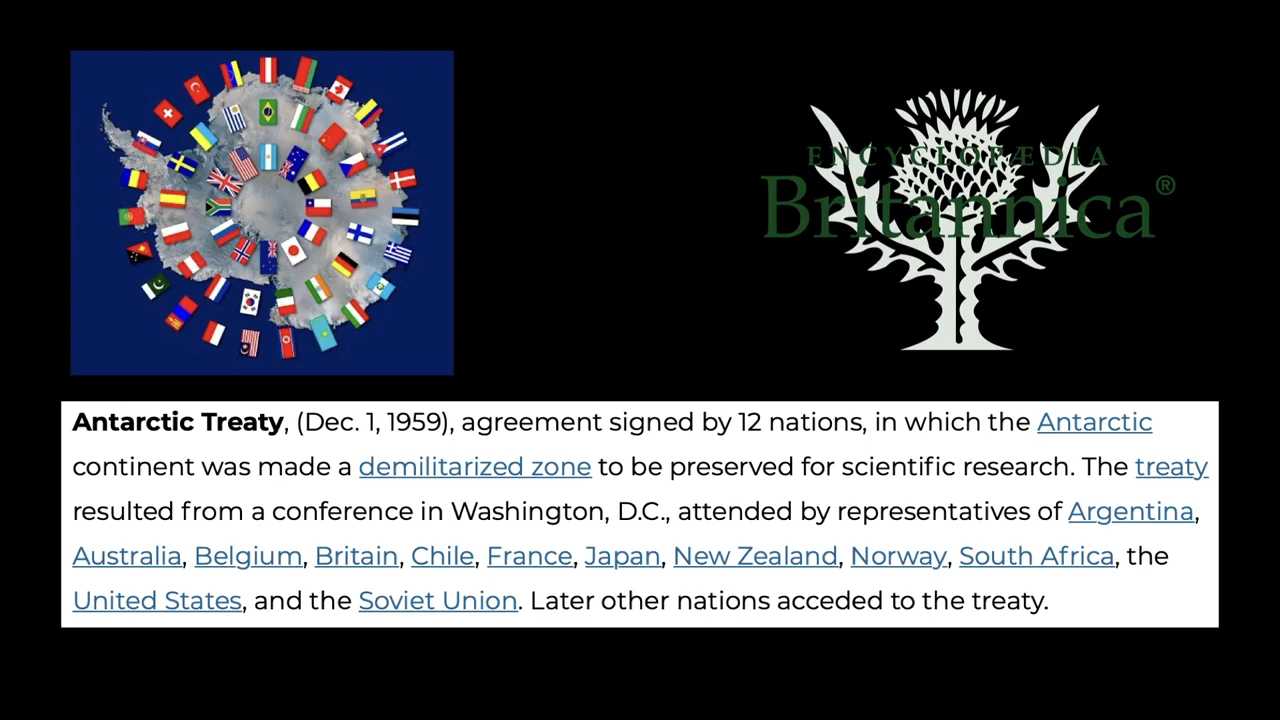 ENCYCLOPÆDIA
Britannica®
Antarctic Treaty, (Dec. 1, 1959), agreement signed by 12 nations, in which the Antarctic
continent was made a demilitarized zone to be preserved for scientific research. The treaty
resulted from a conference in Washington, D.C., attended by representatives of Argentina,
Australia, Belgium, Britain, Chile, France, Japan, New Zealand, Norway, South Africa, the
United States, and the Soviet Union. Later other nations acceded to the treaty.